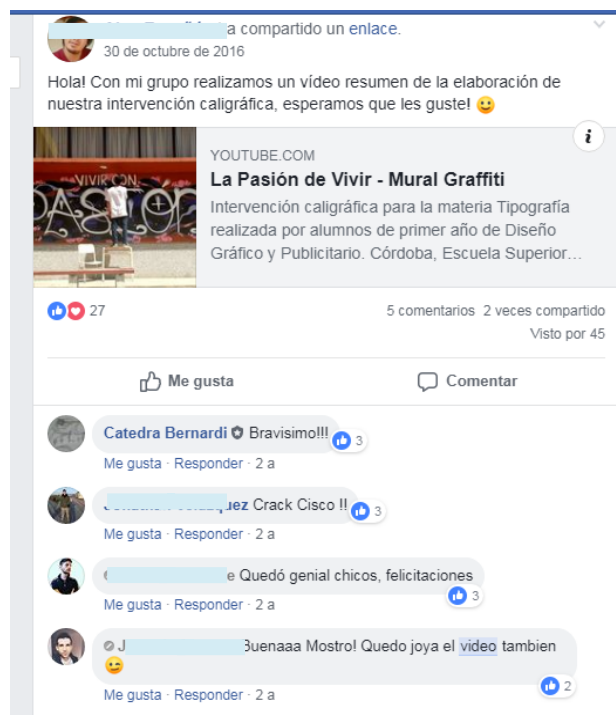 a compartido un enlace.
30 de octubre de 2016
Hola! Con mi grupo realizamos un vídeo resumen de la elaboración de
nuestra intervención caligráfica, esperamos que les guste! 😃
YOUTUBE.COM
La Pasión de Vivir - Mural Graffiti
Intervención caligráfica para la materia Tipografía
realizada por alumnos de primer año de Diseño
Gráfico y Publicitario. Córdoba, Escuela Superior...
VIVIR CON
PASIÓN
27
5 comentarios 2 veces compartido
Visto por 45
Me gusta Comentar
Catedra Bernardi Bravisimo!!! 3
Me gusta · Responder · 2 a
uez Crack Cisco !! 3
Me gusta · Responder · 2 a
e Quedó genial chicos, felicitaciones
3
Me gusta · Responder · 2 a
J Buenaaa Mostro! Quedo joya el video tambien
😉
2
Me gusta · Responder · 2 a